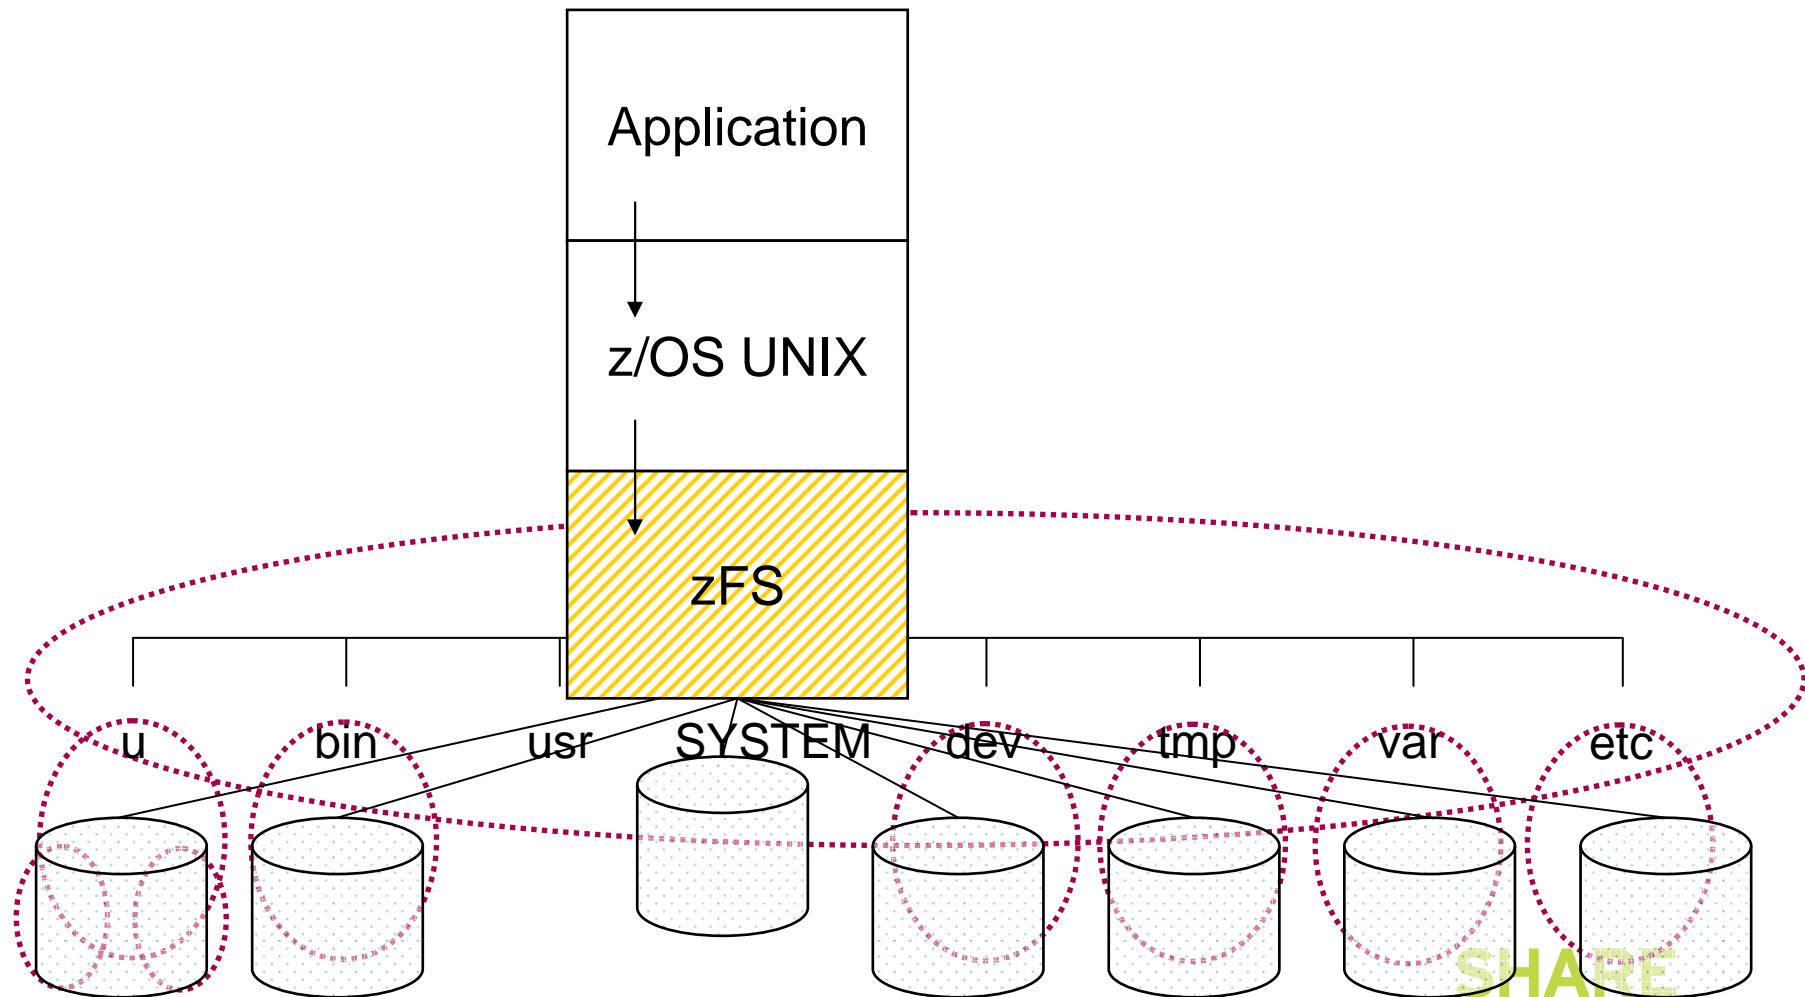 Application
z/OS UNIX
zFS
u bin usr SYSTEM dev tmp var etc
SHARE